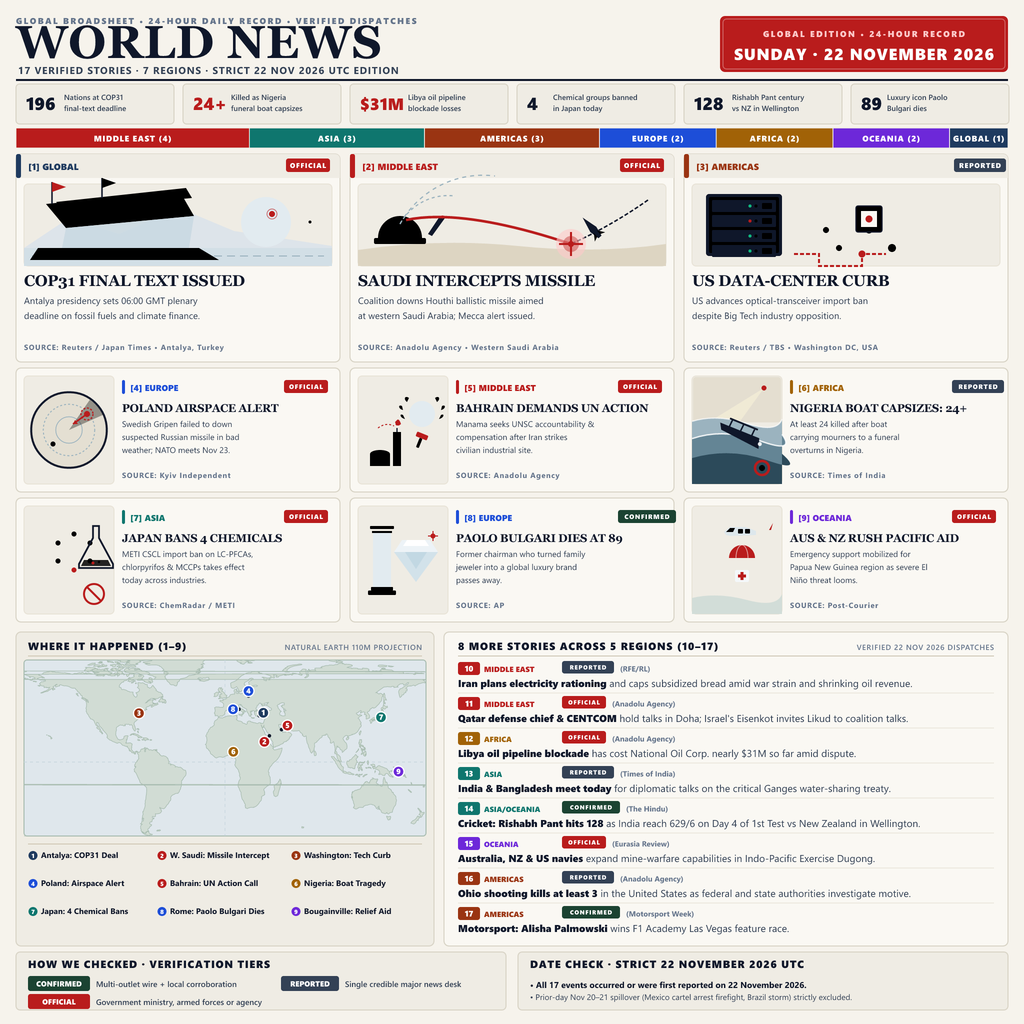 GLOBAL BROADSHEET • 24-HOUR DAILY RECORD • VERIFIED DISPATCHES
WORLD NEWS
17 VERIFIED STORIES · 7 REGIONS · STRICT 22 NOV 2026 UTC EDITION
GLOBAL EDITION • 24-HOUR RECORD
SUNDAY · 22 NOVEMBER 2026
196 Nations at COP31
final-text deadline
24+ Killed as Nigeria
funeral boat capsizes
$31M Libya oil pipeline
blockade losses
4 Chemical groups banned
in Japan today
128 Rishabh Pant century
vs NZ in Wellington
89 Luxury icon Paolo
Bulgari dies
MIDDLE EAST (4) ASIA (3) AMERICAS (3) EUROPE (2) AFRICA (2) OCEANIA (2) GLOBAL (1)
[1] GLOBAL OFFICIAL
COP31 FINAL TEXT ISSUED
Antalya presidency sets 06:00 GMT plenary
deadline on fossil fuels and climate finance.
SOURCE: Reuters / Japan Times • Antalya, Turkey
[2] MIDDLE EAST OFFICIAL
SAUDI INTERCEPTS MISSILE
Coalition downs Houthi ballistic missile aimed
at western Saudi Arabia; Mecca alert issued.
SOURCE: Anadolu Agency • Western Saudi Arabia
[3] AMERICAS REPORTED
US DATA-CENTER CURB
US advances optical-transceiver import ban
despite Big Tech industry opposition.
SOURCE: Reuters / TBS • Washington DC, USA
[4] EUROPE OFFICIAL
POLAND AIRSPACE ALERT
Swedish Gripen failed to down
suspected Russian missile in bad
weather; NATO meets Nov 23.
SOURCE: Kyiv Independent
[5] MIDDLE EAST OFFICIAL
BAHRAIN DEMANDS UN ACTION
Manama seeks UNSC accountability &
compensation after Iran strikes
civilian industrial site.
SOURCE: Anadolu Agency
[6] AFRICA REPORTED
NIGERIA BOAT CAPSIZES: 24+
At least 24 killed after boat
carrying mourners to a funeral
overturns in Nigeria.
SOURCE: Times of India
[7] ASIA OFFICIAL
JAPAN BANS 4 CHEMICALS
METI CSCL import ban on LC-PFCAs,
chlorpyrifos & MCCPs takes effect
today across industries.
SOURCE: ChemRadar / METI
[8] EUROPE CONFIRMED
PAOLO BULGARI DIES AT 89
Former chairman who turned family
jeweler into a global luxury brand
passes away.
SOURCE: AP
[9] OCEANIA OFFICIAL
AUS & NZ RUSH PACIFIC AID
Emergency support mobilized for
Papua New Guinea region as severe El
Niño threat looms.
SOURCE: Post-Courier
WHERE IT HAPPENED (1–9) NATURAL EARTH 110M PROJECTION
4
3
8
1
7
5
2
6
9
1 Antalya: COP31 Deal
2 W. Saudi: Missile Intercept
3 Washington: Tech Curb
4 Poland: Airspace Alert
5 Bahrain: UN Action Call
6 Nigeria: Boat Tragedy
7 Japan: 4 Chemical Bans
8 Rome: Paolo Bulgari Dies
9 Bougainville: Relief Aid
8 MORE STORIES ACROSS 5 REGIONS (10–17) VERIFIED 22 NOV 2026 DISPATCHES
10 MIDDLE EAST REPORTED (RFE/RL)
Iran plans electricity rationing and caps subsidized bread amid war strain and shrinking oil revenue.
11 MIDDLE EAST OFFICIAL (Anadolu Agency)
Qatar defense chief & CENTCOM hold talks in Doha; Israel's Eisenkot invites Likud to coalition talks.
12 AFRICA OFFICIAL (Anadolu Agency)
Libya oil pipeline blockade has cost National Oil Corp. nearly $31M so far amid dispute.
13 ASIA REPORTED (Times of India)
India & Bangladesh meet today for diplomatic talks on the critical Ganges water-sharing treaty.
14 ASIA/OCEANIA CONFIRMED (The Hindu)
Cricket: Rishabh Pant hits 128 as India reach 629/6 on Day 4 of 1st Test vs New Zealand in Wellington.
15 OCEANIA OFFICIAL (Eurasia Review)
Australia, NZ & US navies expand mine-warfare capabilities in Indo-Pacific Exercise Dugong.
16 AMERICAS REPORTED (Anadolu Agency)
Ohio shooting kills at least 3 in the United States as federal and state authorities investigate motive.
17 AMERICAS CONFIRMED (Motorsport Week)
Motorsport: Alisha Palmowski wins F1 Academy Las Vegas feature race.
HOW WE CHECKED · VERIFICATION TIERS
CONFIRMED Multi-outlet wire + local corroboration
REPORTED Single credible major news desk
OFFICIAL Government ministry, armed forces or agency
DATE CHECK · STRICT 22 NOVEMBER 2026 UTC
• All 17 events occurred or were first reported on 22 November 2026.
• Prior-day Nov 20–21 spillover (Mexico cartel arrest firefight, Brazil storm) strictly excluded.